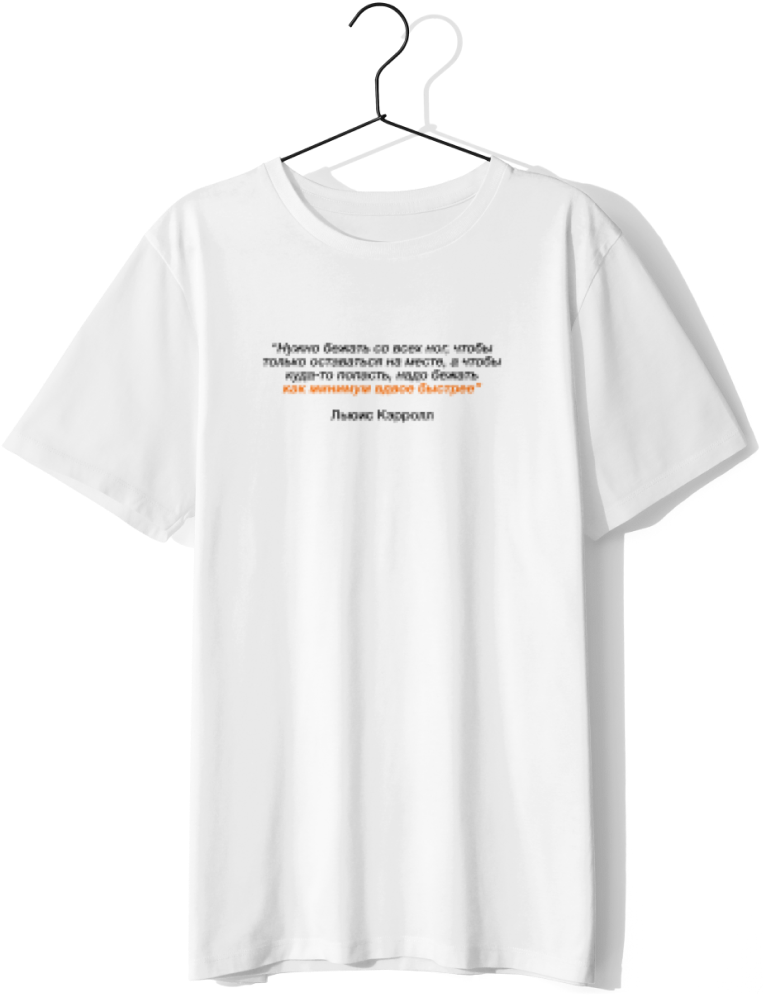 "Нужно бежать со всех ног, чтобы
только оставаться на месте, а чтобы
куда-то попасть, надо бежать
как минимум вдвое быстрее"
Льюис Кэрролл